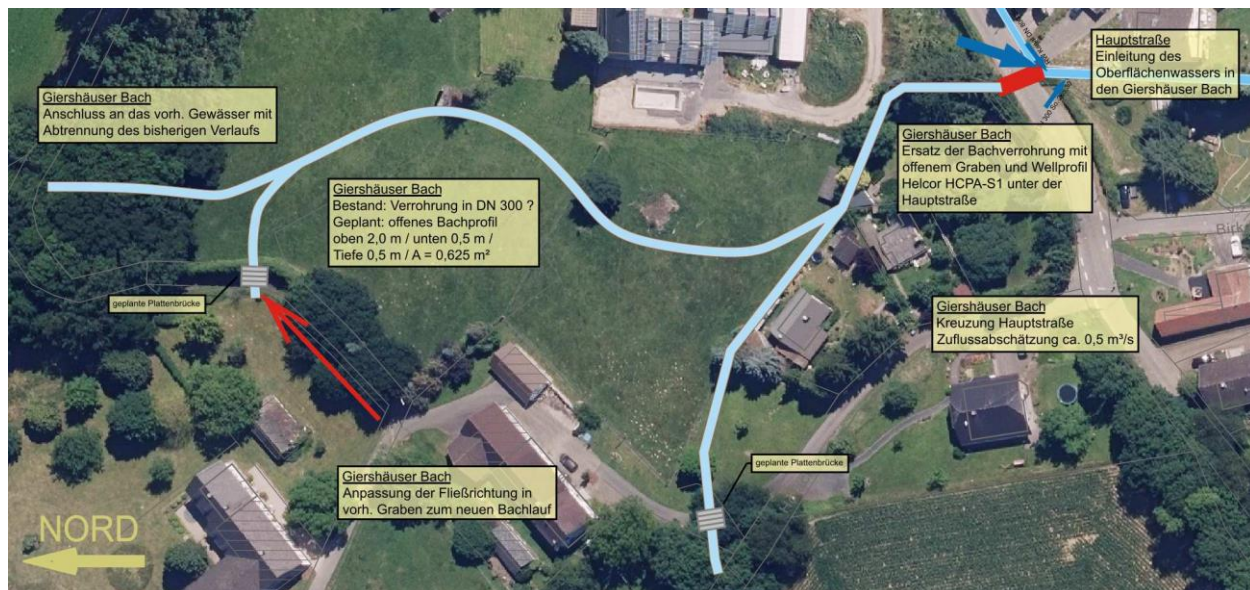 Giershäuser Bach
Anschluss an das vorh. Gewässer mit
Abtrennung des bisherigen Verlaufs
Hauptstraße
Einleitung des
Oberflächenwassers in
den Giershäuser Bach
Giershäuser Bach
Ersatz der Bachverrohrung mit
offenem Graben und Wellprofil
Helcor HCPA-S1 unter der
Hauptstraße
Giershäuser Bach
Bestand: Verrohrung in DN 300 ?
Geplant: offenes Bachprofil
oben 2,0 m / unten 0,5 m /
Tiefe 0,5 m / A = 0,625 m²
geplante Plattenbrücke
Giershäuser Bach
Kreuzung Hauptstraße
Zuflussabschätzung ca. 0,5 m³/s
Giershäuser Bach
Anpassung der Fließrichtung in
vorh. Graben zum neuen Bachlauf
geplante Plattenbrücke
NORD